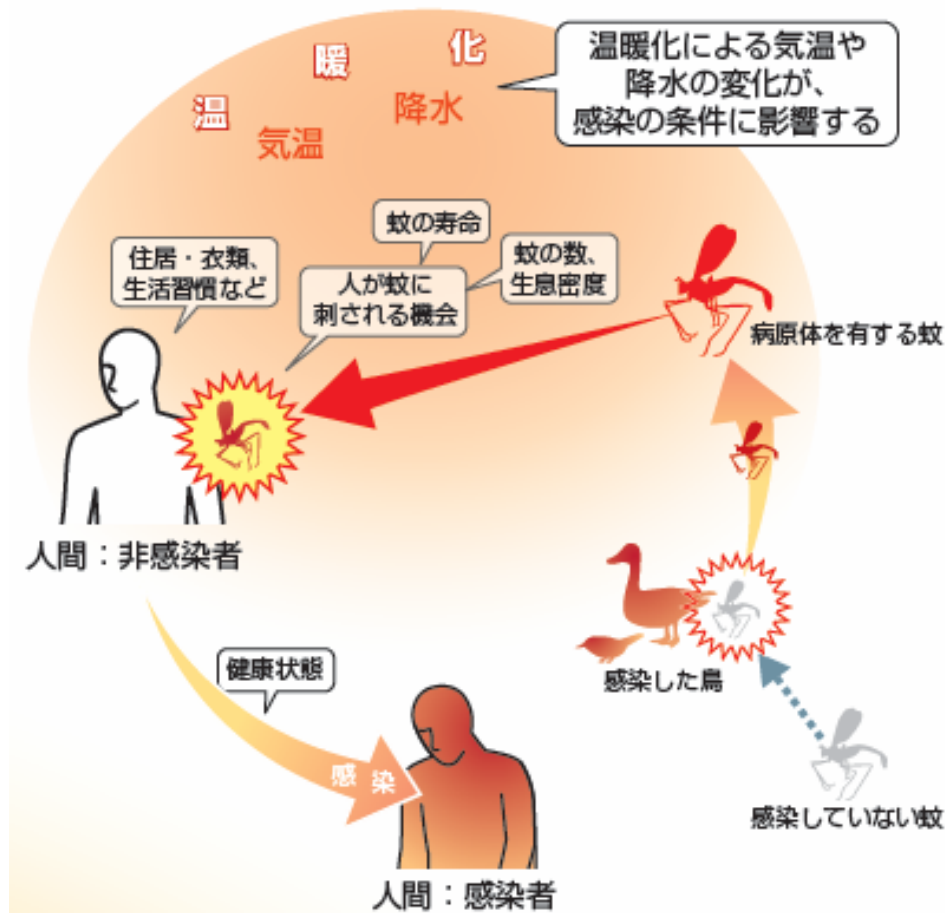 温暖化
気温
降水
温暖化による気温や
降水の変化が、
感染の条件に影響する
蚊の寿命
蚊の数、
生息密度
住居・衣類、
生活習慣など
人が蚊に
刺される機会
病原体を有する蚊
人間：非感染者
感染した鳥
健康状態
感染
感染していない蚊
人間：感染者